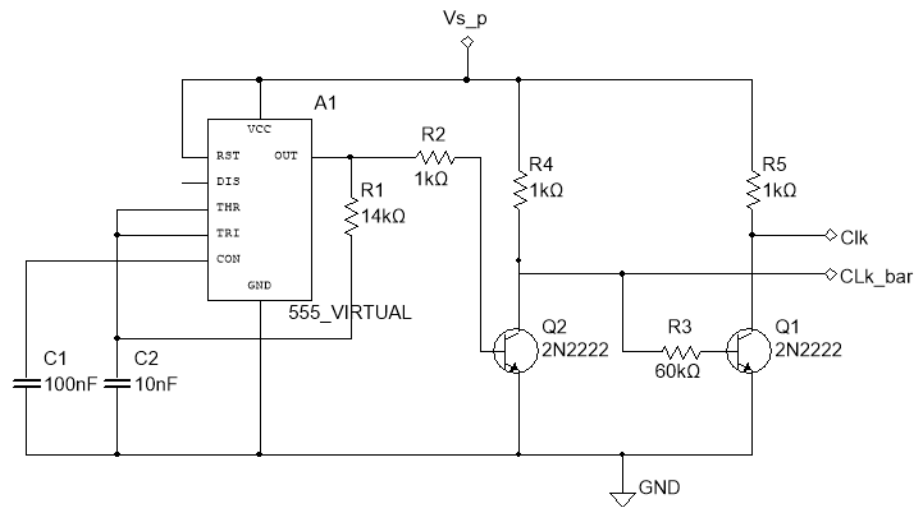 Vs_p
A1
VCC
RST
OUT
DIS
THR
TRI
CON
GND
555_VIRTUAL
R2
1kΩ
R1
14kΩ
R4
1kΩ
R5
1kΩ
Clk
CLk_bar
Q2
2N2222
R3
60kΩ
Q1
2N2222
C1
100nF
C2
10nF
GND